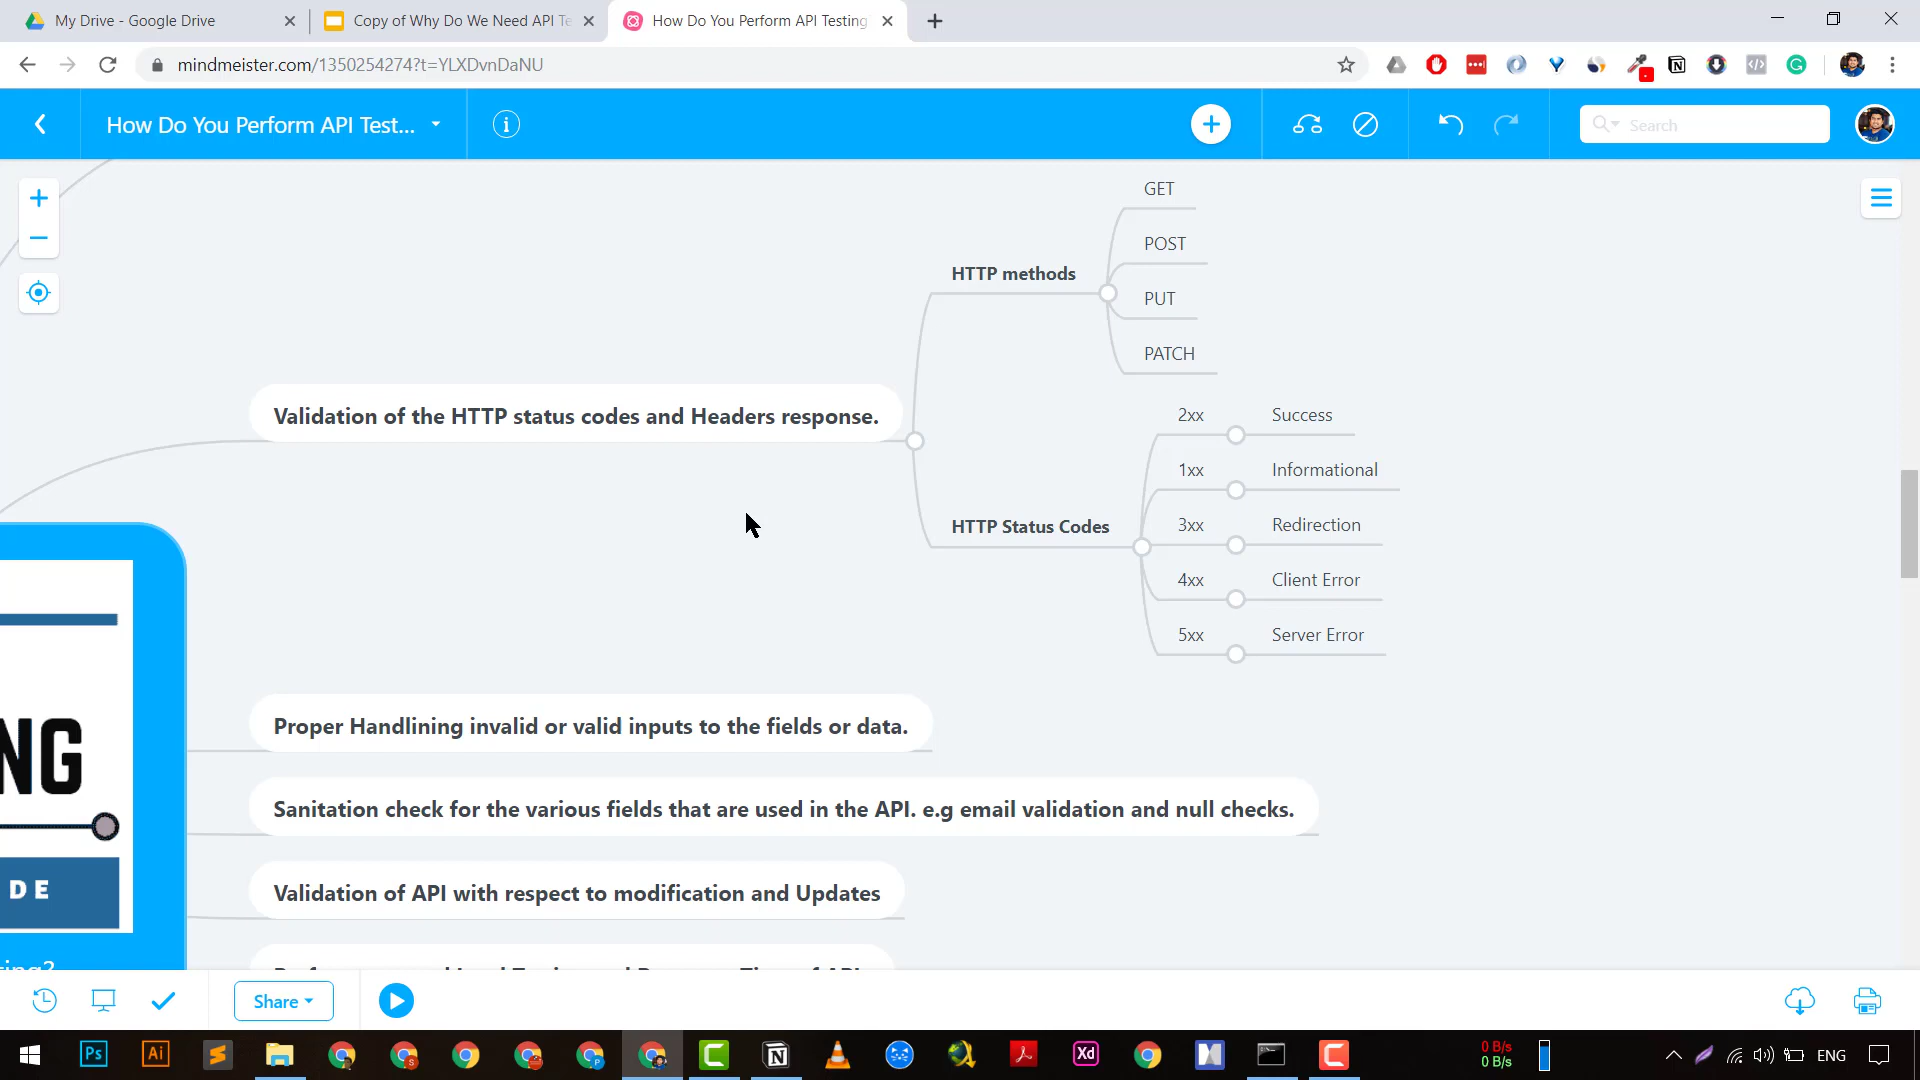 My Drive - Google Drive
Copy of Why Do We Need API Te
How Do You Perform API Testing
mindmeister.com/1350254274?t=YLXDvnDaNU
How Do You Perform API Test...
Search
GET
POST
HTTP methods
PUT
PATCH
Validation of the HTTP status codes and Headers response.
2xx Success
1xx Informational
HTTP Status Codes
3xx Redirection
4xx Client Error
5xx Server Error
Proper Handlining invalid or valid inputs to the fields or data.
NG
Sanitation check for the various fields that are used in the API. e.g email validation and null checks.
DE
Validation of API with respect to modification and Updates
Share
Ps
Ai
Xd
0 B/s
0 B/s
ENG